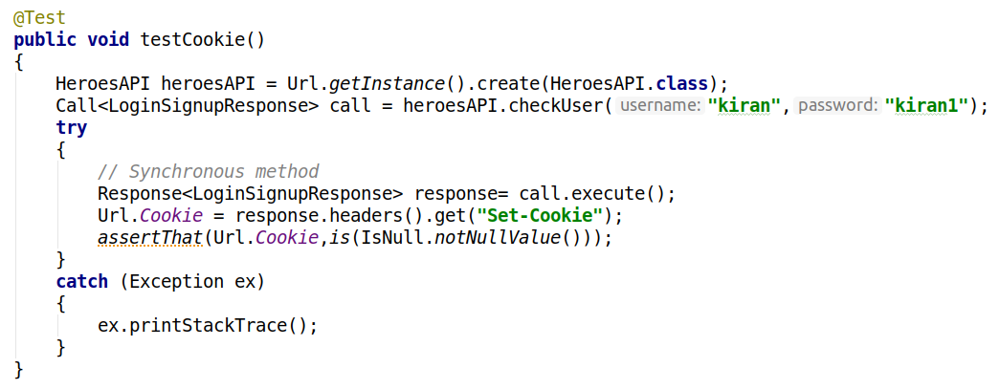 @Test
public void testCookie()
{
    HeroesAPI heroesAPI = Url.getInstance().create(HeroesAPI.class);
    Call<LoginSignupResponse> call = heroesAPI.checkUser( username: "kiran", password: "kiran1");
    try
    {
        // Synchronous method
        Response<LoginSignupResponse> response= call.execute();
        Url.Cookie = response.headers().get("Set-Cookie");
        assertThat(Url.Cookie,is(IsNull.notNullValue()));
    }
    catch (Exception ex)
    {
        ex.printStackTrace();
    }
}